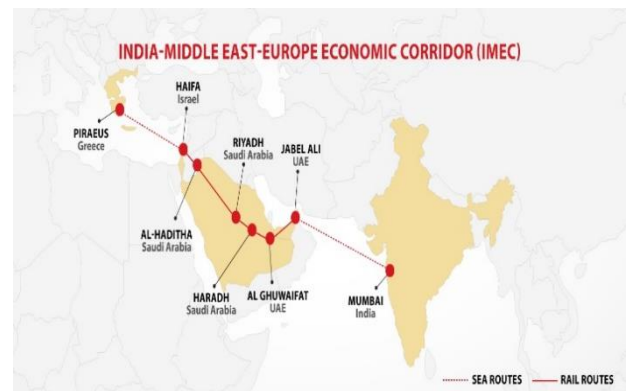 INDIA-MIDDLE EAST-EUROPE ECONOMIC CORRIDOR (IMEC)
HAIFA
Israel
PIRAEUS
Greece
RIYADH
Saudi Arabia
JABEL ALI
UAE
AL-HADITHA
Saudi Arabia
HARADH
Saudi Arabia
AL GHUWAIFAT
UAE
MUMBAI
India
SEA ROUTES
RAIL ROUTES